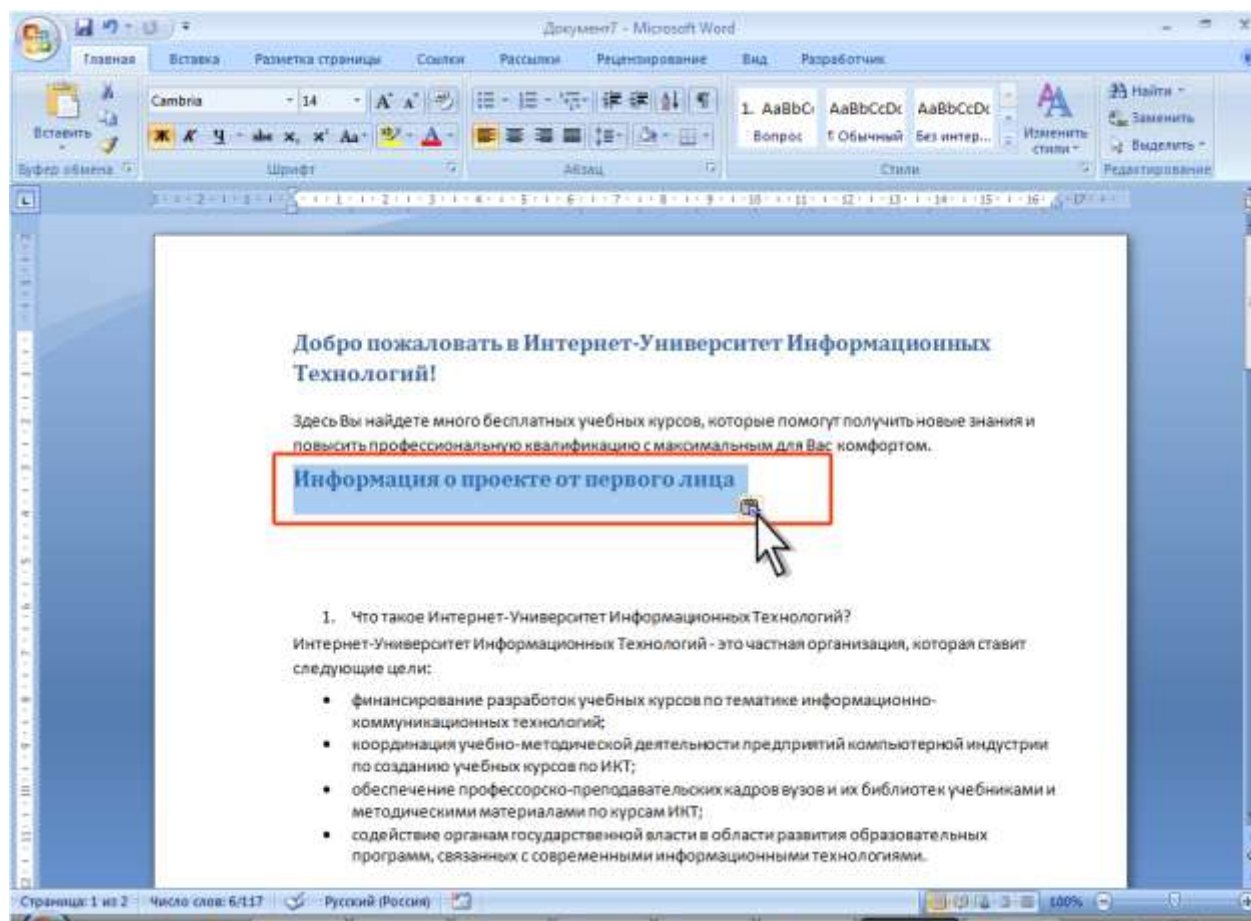 Документ7 - Microsoft Word
Главная Вставка Разметка страницы Ссылки Рассылки Рецензирование Вид Разработчик
Вставить
Cambria 14
Ж К Ч abc x, x' Aa
1. AaBbCc AaBbCcDc AaBbCcDc
Вопрос ¶ Обычный Без интер...
Изменить стили
Найти
Заменить
Выделить
Буфер обмена Шрифт Абзац Стили Редактирование
Добро пожаловать в Интернет-Университет Информационных
Технологий!
Здесь Вы найдете много бесплатных учебных курсов, которые помогут получить новые знания и
повысить профессиональную квалификацию с максимальным для Вас комфортом.
Информация о проекте от первого лица
1. Что такое Интернет-Университет Информационных Технологий?
Интернет-Университет Информационных Технологий - это частная организация, которая ставит
следующие цели:
• финансирование разработок учебных курсов по тематике информационно-
коммуникационных технологий;
• координация учебно-методической деятельности предприятий компьютерной индустрии
по созданию учебных курсов по ИКТ;
• обеспечение профессорско-преподавательских кадров вузов и их библиотек учебниками и
методическими материалами по курсам ИКТ;
• содействие органам государственной власти в области развития образовательных
программ, связанных с современными информационными технологиями.
Страница: 1 из 2 Число слов: 6/117 Русский (Россия) 100%